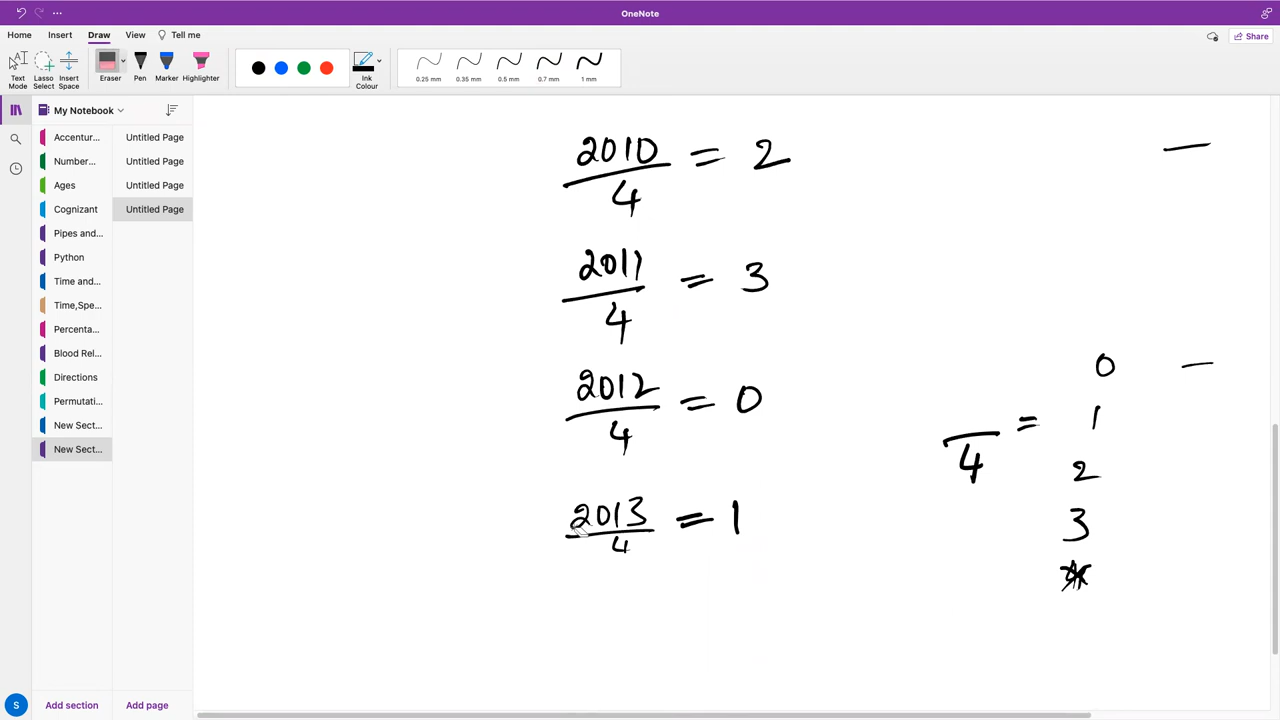 OneNote
Home Insert Draw View Tell me
Share
Text Mode
Lasso Select
Insert Space
Eraser
Pen
Marker
Highlighter
0.25 mm
0.35 mm
0.5 mm
0.7 mm
1 mm
Ink Colour
My Notebook
Accentur...
Number...
Ages
Cognizant
Pipes and...
Python
Time and...
Time,Spe...
Percenta...
Blood Rel...
Directions
Permutati...
New Sect...
New Sect...
Untitled Page
Untitled Page
Untitled Page
Untitled Page
2010/4 = 2
2011/4 = 3
2012/4 = 0
2013/4 = 1
0 —
/4 = 1
2
3
S
Add section
Add page